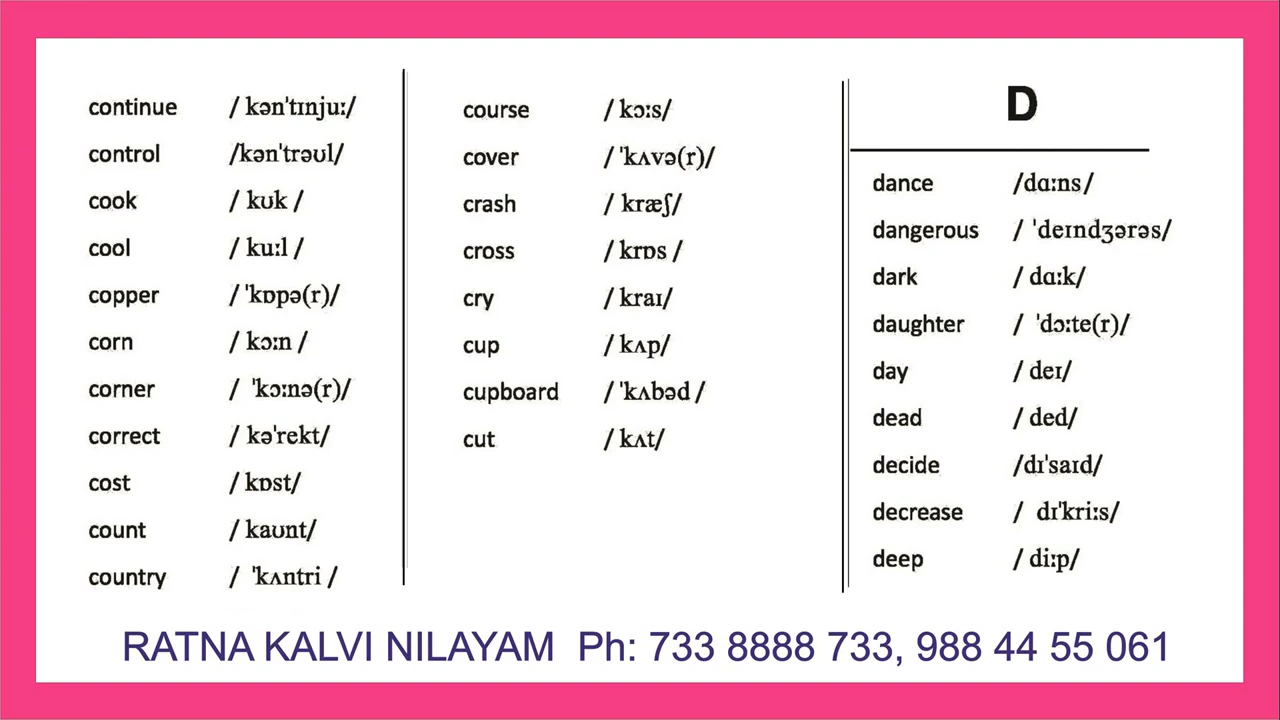 continue / kən'tɪnjuː/
control /kən'trəʊl/
cook / kʊk /
cool / kuːl /
copper / 'kɒpə(r)/
corn / kɔːn /
corner / 'kɔːnə(r)/
correct / kə'rekt/
cost / kɒst/
count / kaʊnt/
country / 'kʌntri /
course / kɔːs/
cover / 'kʌvə(r)/
crash / kræʃ/
cross / krɒs /
cry / kraɪ/
cup / kʌp/
cupboard / 'kʌbəd /
cut / kʌt/
D
dance /dɑːns/
dangerous / 'deɪndʒərəs/
dark / dɑːk/
daughter / 'dɔːte(r)/
day / deɪ/
dead / ded/
decide /dɪ'saɪd/
decrease / dɪ'kriːs/
deep / diːp/
RATNA KALVI NILAYAM Ph: 733 8888 733, 988 44 55 061